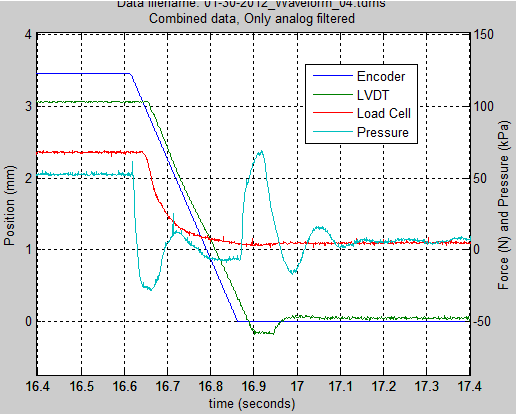 Data filename: 01-30-2012_Waveform_04.tdms
Combined data, Only analog filtered
4
3
2
1
0
Position (mm)
150
100
50
0
-50
Force (N) and Pressure (kPa)
Encoder
LVDT
Load Cell
Pressure
16.4 16.5 16.6 16.7 16.8 16.9 17 17.1 17.2 17.3 17.4
time (seconds)